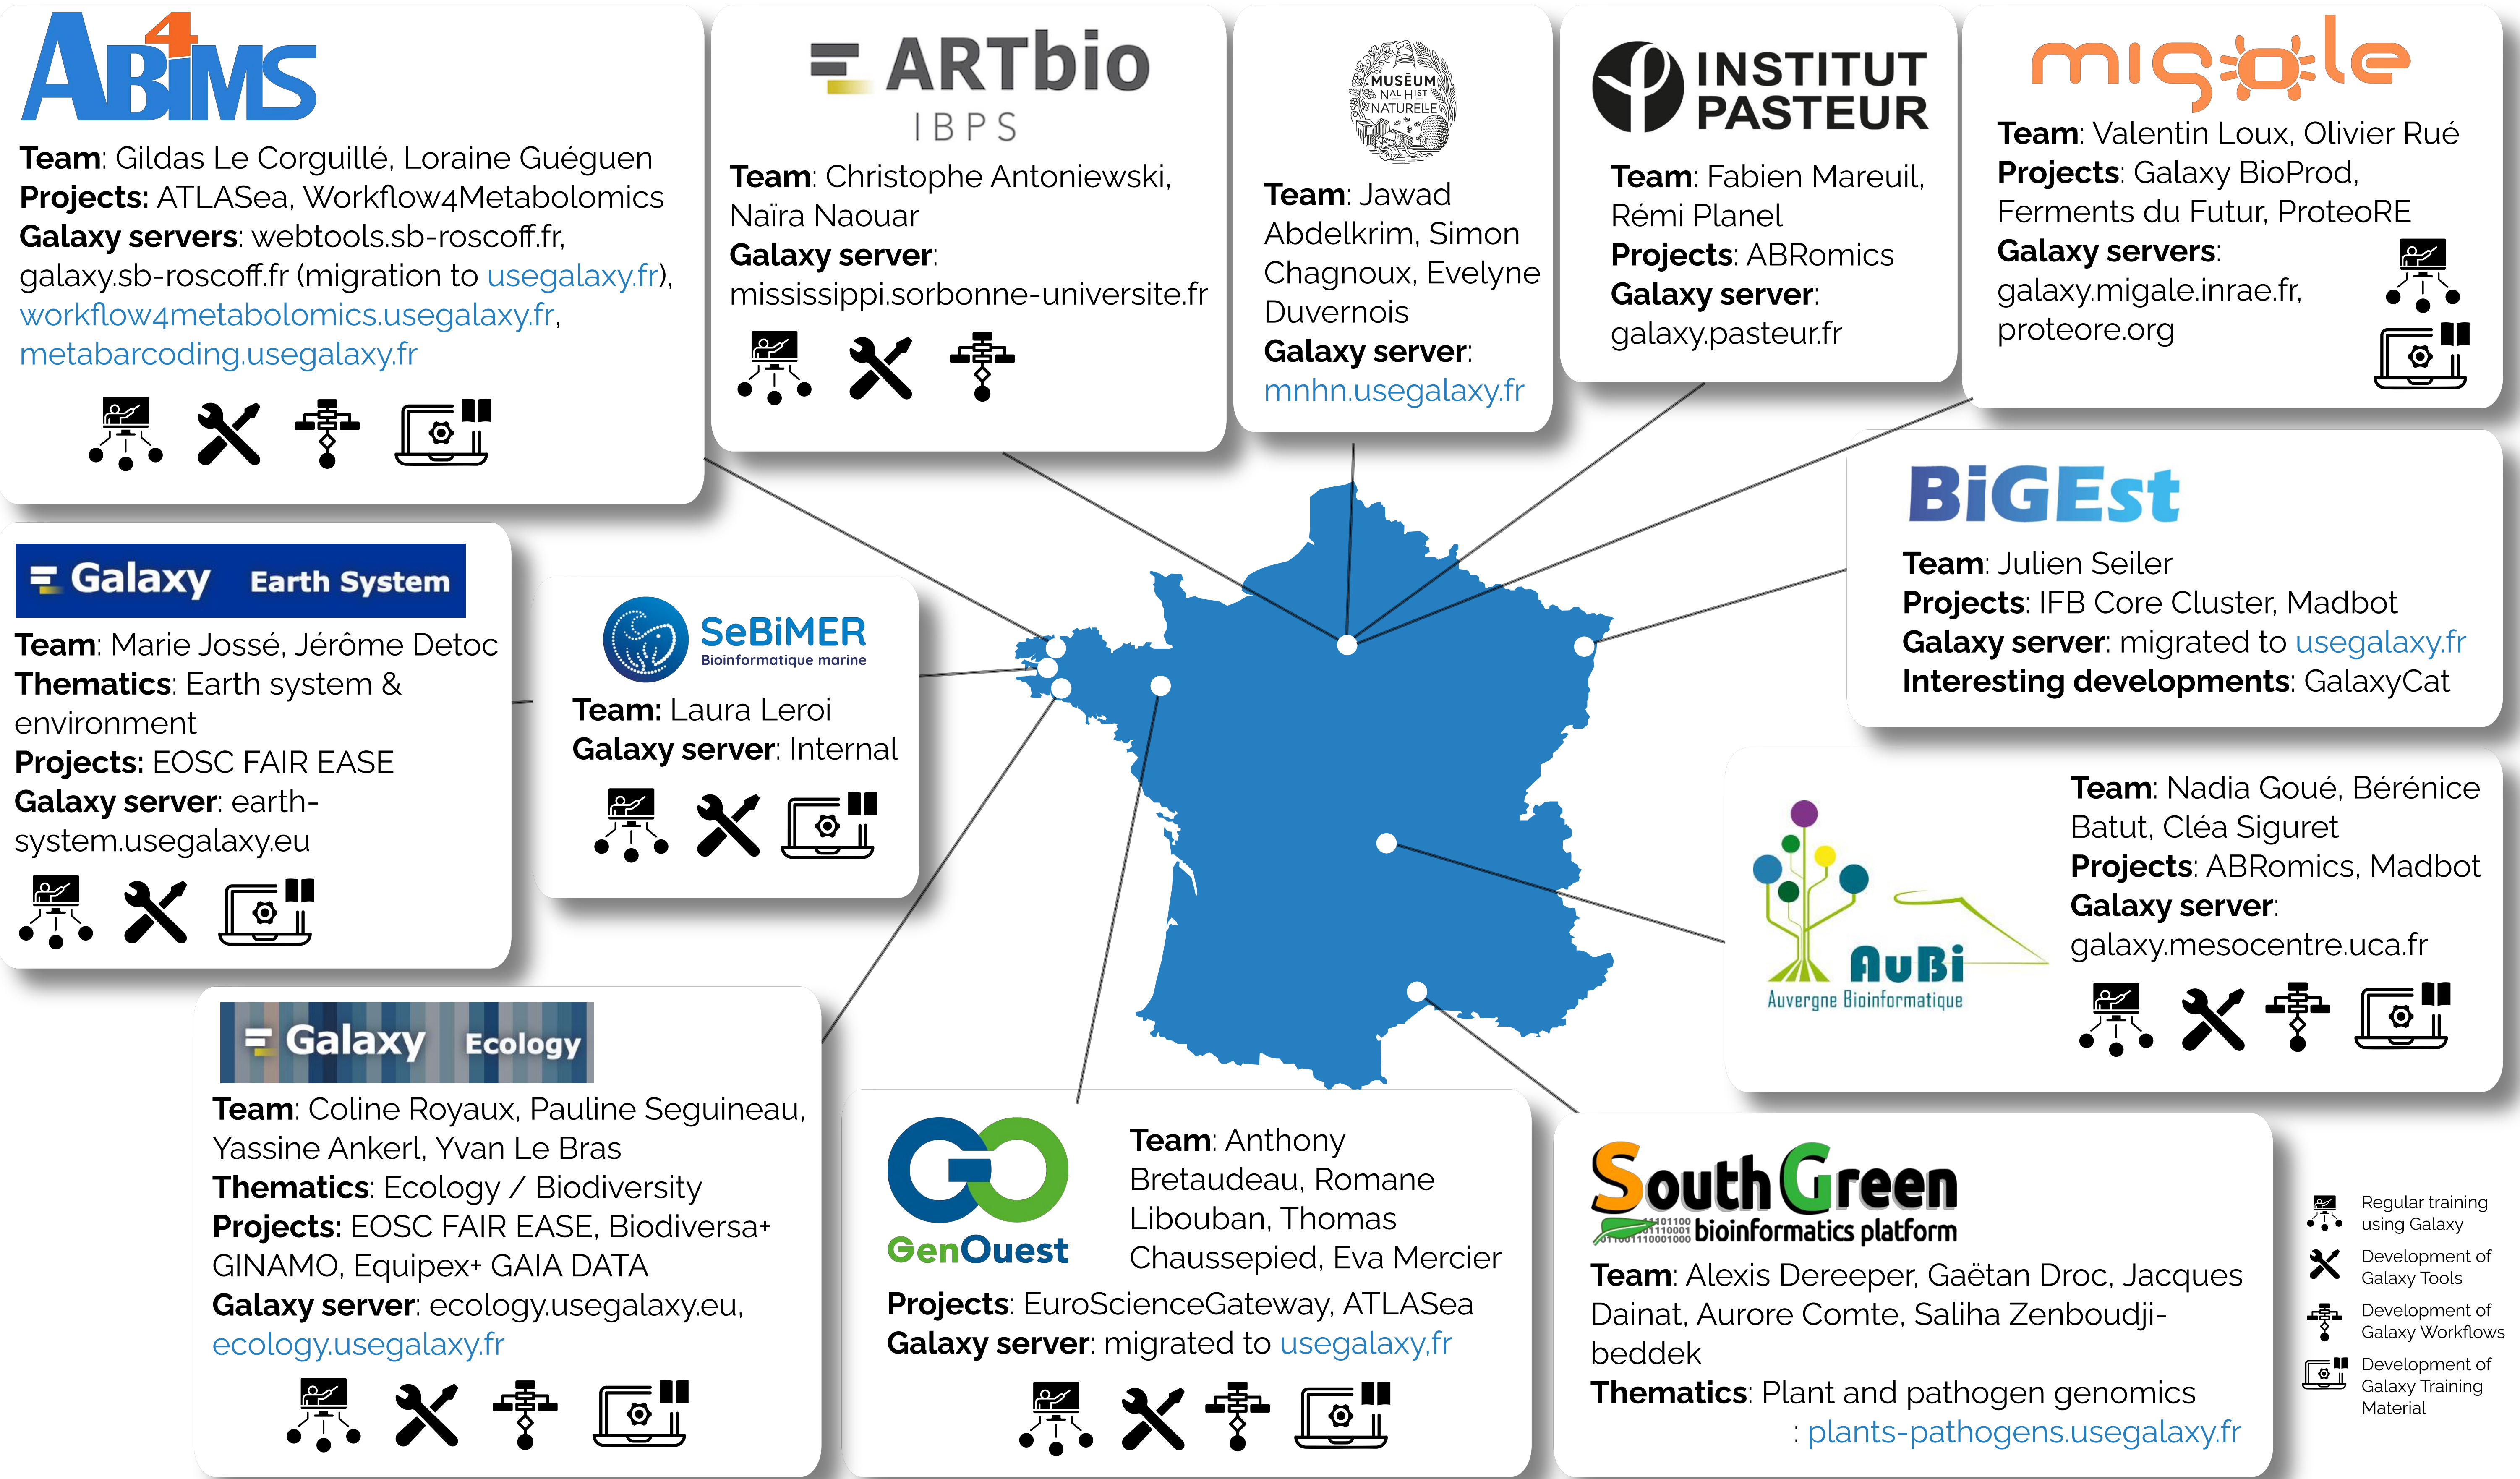 ABiMS
4
Team: Gildas Le Corguillé, Loraine Guéguen
Projects: ATLASea, Workflow4Metabolomics
Galaxy servers: webtools.sb-roscoff.fr,
galaxy.sb-roscoff.fr (migration to usegalaxy.fr),
workflow4metabolomics.usegalaxy.fr,
metabarcoding.usegalaxy.fr
ARTbio
IBPS
Team: Christophe Antoniewski,
Naïra Naouar
Galaxy server:
mississippi.sorbonne-universite.fr
MUSĒUM
NAL HIST
NATURELLE
Team: Jawad
Abdelkrim, Simon
Chagnoux, Evelyne
Duvernois
Galaxy server:
mnhn.usegalaxy.fr
INSTITUT
PASTEUR
Team: Fabien Mareuil,
Rémi Planel
Projects: ABRomics
Galaxy server:
galaxy.pasteur.fr
migale
Team: Valentin Loux, Olivier Rué
Projects: Galaxy BioProd,
Ferments du Futur, ProteoRE
Galaxy servers:
galaxy.migale.inrae.fr,
proteore.org
BiGEst
Team: Julien Seiler
Projects: IFB Core Cluster, Madbot
Galaxy server: migrated to usegalaxy.fr
Interesting developments: GalaxyCat
Galaxy Earth System
Team: Marie Jossé, Jérôme Detoc
Thematics: Earth system &
environment
Projects: EOSC FAIR EASE
Galaxy server: earth-
system.usegalaxy.eu
SeBiMER
Bioinformatique marine
Team: Laura Leroi
Galaxy server: Internal
AuBi
Auvergne Bioinformatique
Team: Nadia Goué, Bérénice
Batut, Cléa Siguret
Projects: ABRomics, Madbot
Galaxy server:
galaxy.mesocentre.uca.fr
Galaxy Ecology
Team: Coline Royaux, Pauline Seguineau,
Yassine Ankerl, Yvan Le Bras
Thematics: Ecology / Biodiversity
Projects: EOSC FAIR EASE, Biodiversa+
GINAMO, Equipex+ GAIA DATA
Galaxy server: ecology.usegalaxy.eu,
ecology.usegalaxy.fr
GenOuest
Team: Anthony
Bretaudeau, Romane
Libouban, Thomas
Chaussepied, Eva Mercier
Projects: EuroScienceGateway, ATLASea
Galaxy server: migrated to usegalaxy,fr
South Green
bioinformatics platform
Team: Alexis Dereeper, Gaëtan Droc, Jacques
Dainat, Aurore Comte, Saliha Zenboudji-
beddek
Thematics: Plant and pathogen genomics
: plants-pathogens.usegalaxy.fr
Regular training
using Galaxy
Development of
Galaxy Tools
Development of
Galaxy Workflows
Development of
Galaxy Training
Material